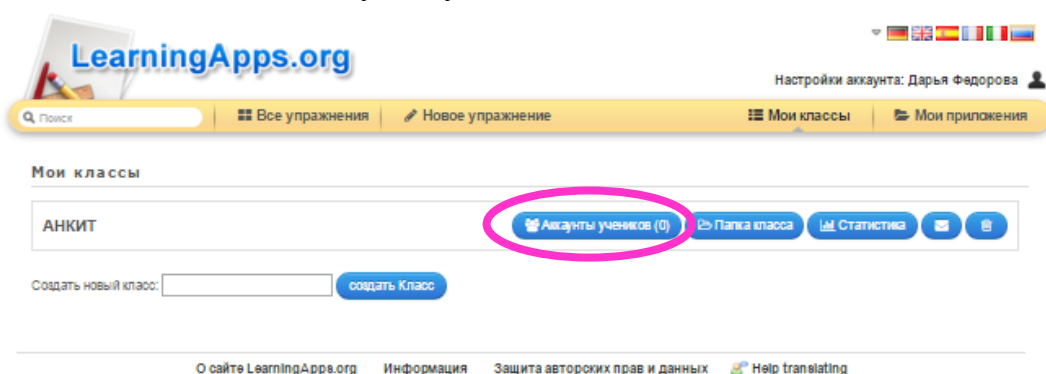 LearningApps.org
Настройки аккаунта: Дарья Федорова
Поиск
Все упражнения
Новое упражнение
Мои классы
Мои приложения
Мои классы
АНКИТ
Аккаунты учеников (0)
Папка класса
Статистика
Создать новый класс:
создать Класс
О сайте LearningApps.org
Информация
Защита авторских прав и данных
Help translating